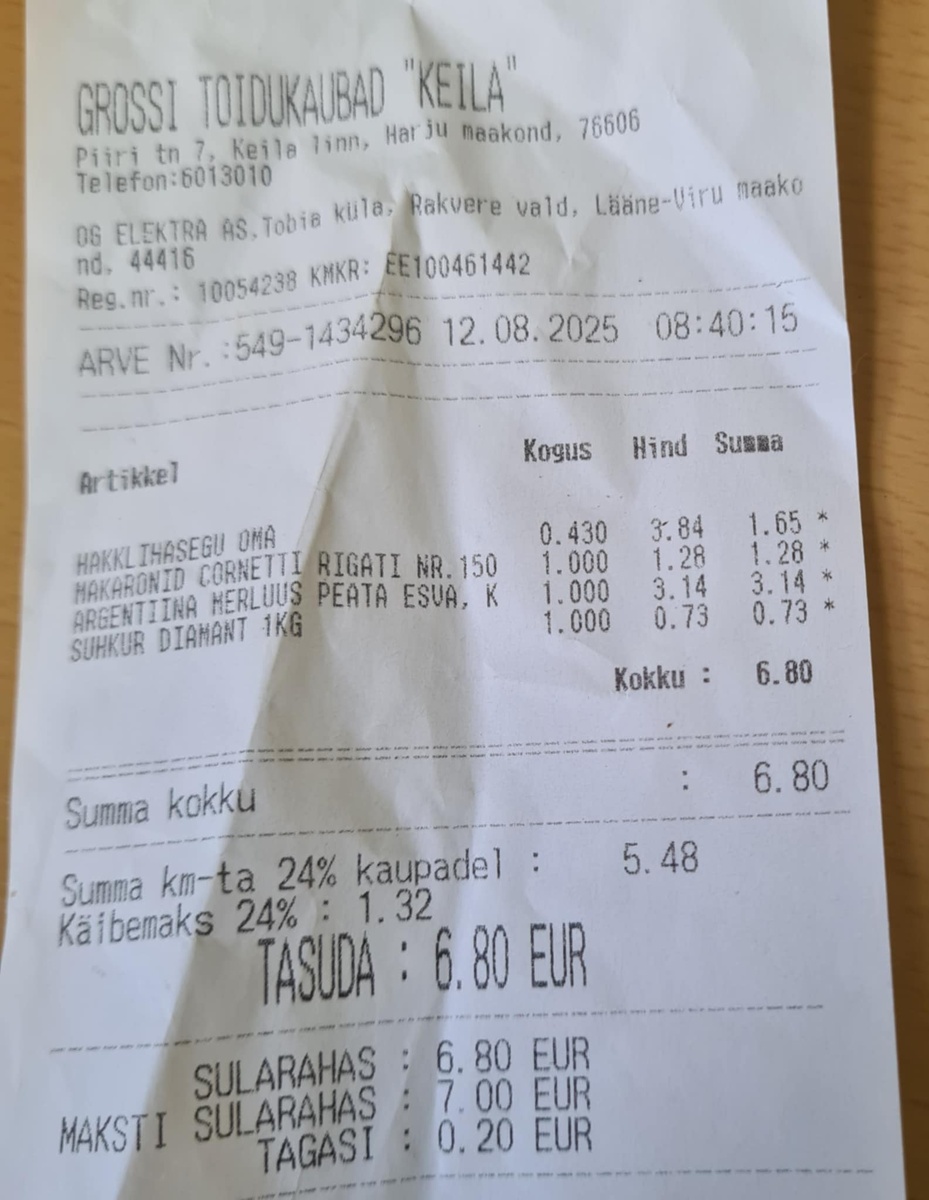 GROSSI TOIDUKAUBAD "KEILA"
Piiri tn 7, Keila linn, Harju maakond, 76606
Telefon:6013010
OG ELEKTRA AS,Tobia küla, Rakvere vald, Lääne-Viru maako
nd, 44416
Reg.nr.: 10054238 KMKR: EE100461442
ARVE Nr.:549-1434296 12.08.2025 08:40:15
Artikkel Kogus Hind Summa
HAKKLIHASEGU OMA 0.430 3.84 1.65 *
MAKARONID CORNETTI RIGATI NR.150 1.000 1.28 1.28 *
ARGENTIINA MERLUUS PEATA ESVA, K 1.000 3.14 3.14 *
SUHKUR DIAMANT 1KG 1.000 0.73 0.73 *
Kokku : 6.80
Summa kokku : 6.80
Summa km-ta 24% kaupadel : 5.48
Käibemaks 24% : 1.32
TASUDA : 6.80 EUR
SULARAHAS : 6.80 EUR
MAKSTI SULARAHAS : 7.00 EUR
TAGASI : 0.20 EUR